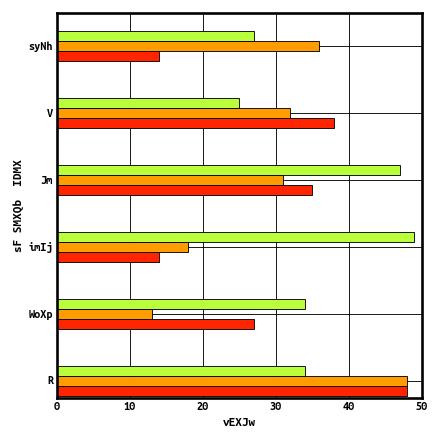 syNh
V
Jm
imIj
WoXp
R
sF SMXQb IDMX
0 10 20 30 40 50
vEXJw